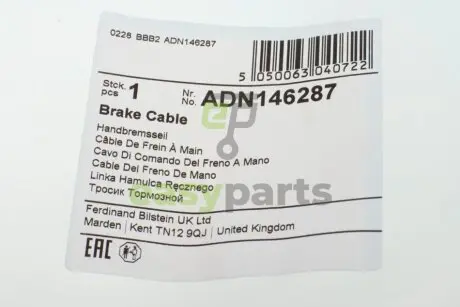 0228 BBB2 ADN146287
5 050063 040722
Stck. pcs 1 Nr. No. ADN146287
Brake Cable
Handbremsseil
Câble De Frein À Main
Cavo Di Comando Del Freno A Mano
Cable Del Freno De Mano
Linka Hamulca Ręcznego
Тросик Тормозной
easyparts
Ferdinand Bilstein UK Ltd
Marden | Kent TN12 9QJ | United Kingdom
EAC